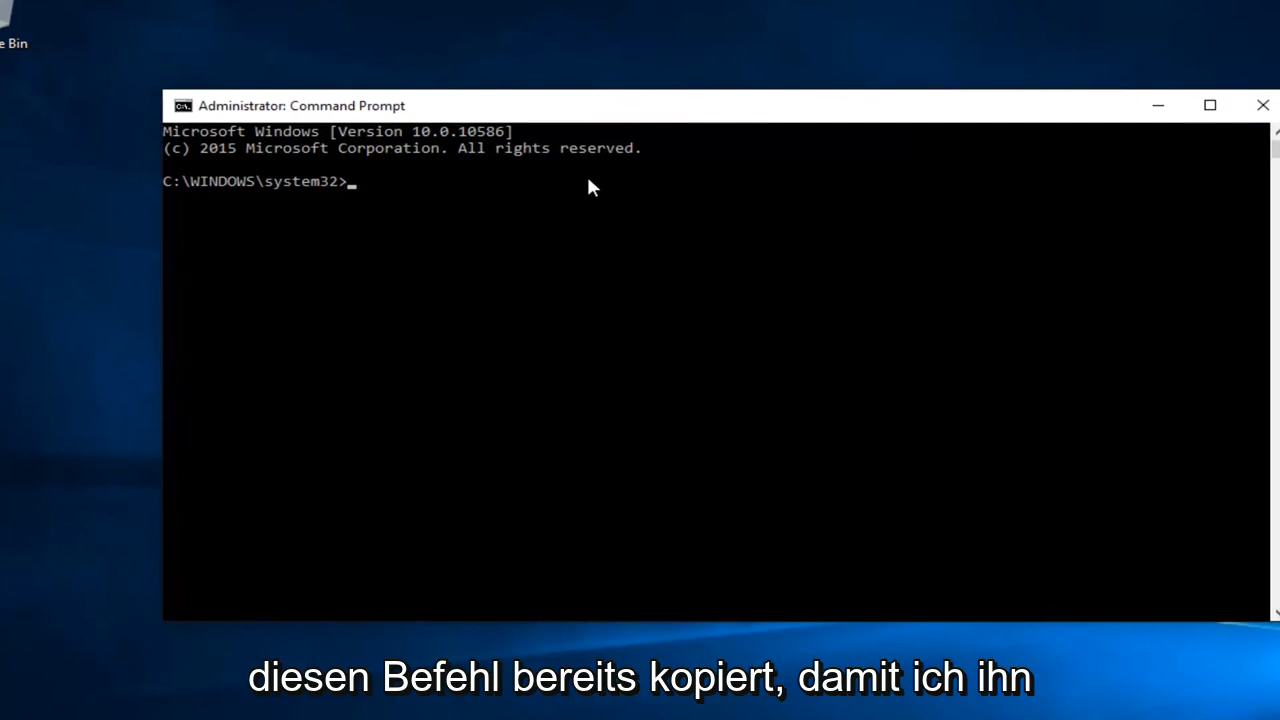 e Bin
Administrator: Command Prompt
Microsoft Windows [Version 10.0.10586]
(c) 2015 Microsoft Corporation. All rights reserved.
C:\WINDOWS\system32>
diesen Befehl bereits kopiert, damit ich ihn